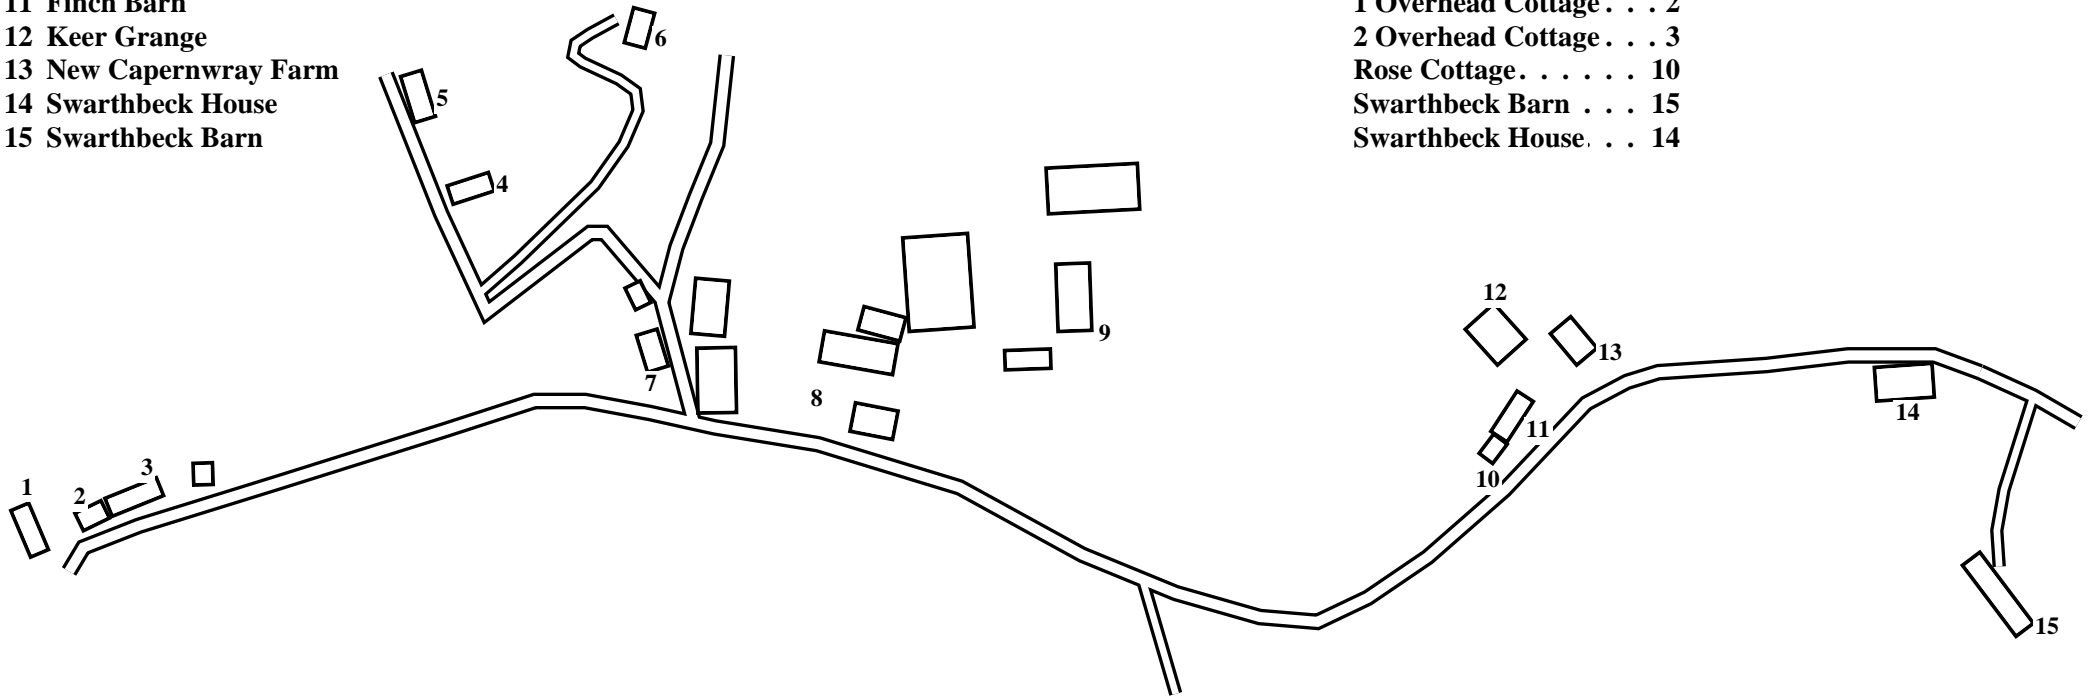 11 Finch Barn
12 Keer Grange
13 New Capernwray Farm
14 Swarthbeck House
15 Swarthbeck Barn
1 Overhead Cottage . . . 2
2 Overhead Cottage . . . 3
Rose Cottage . . . . . . 10
Swarthbeck Barn . . . 15
Swarthbeck House . . . 14
6
5
4
12
9
13
7
8
14
11
3
10
1
2
15